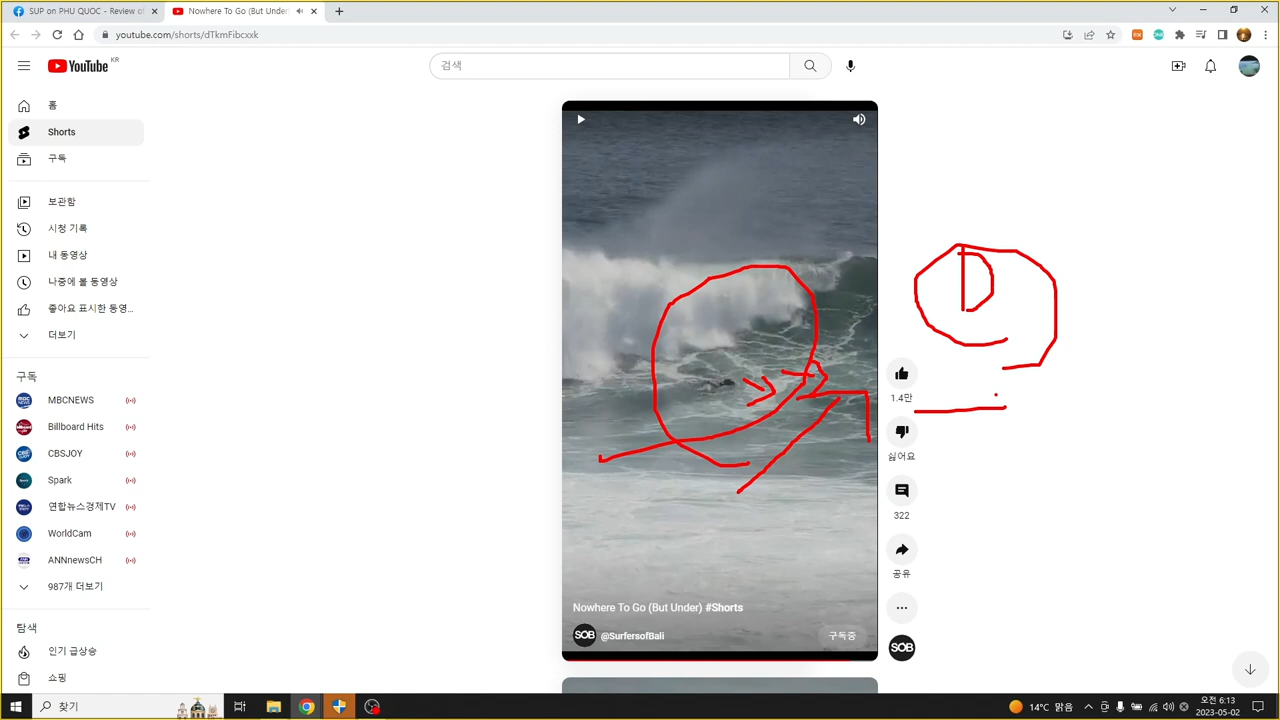 SUP on PHU QUOC - Review of
Nowhere To Go (But Under)
youtube.com/shorts/dTkmFibcxxk
YouTube KR
검색
홈
Shorts
구독
보관함
시청 기록
내 동영상
나중에 볼 동영상
좋아요 표시한 동영...
더보기
구독
MBCNEWS
Billboard Hits
CBSJOY
Spark
연합뉴스경제TV
WorldCam
ANNnewsCH
987개 더보기
탐색
인기 급상승
쇼핑
D
1.4만
싫어요
322
공유
Nowhere To Go (But Under) #Shorts
SOB @SurfersofBali
구독중
SOB
찾기
14°C 맑음
오전 6:13
2023-05-02